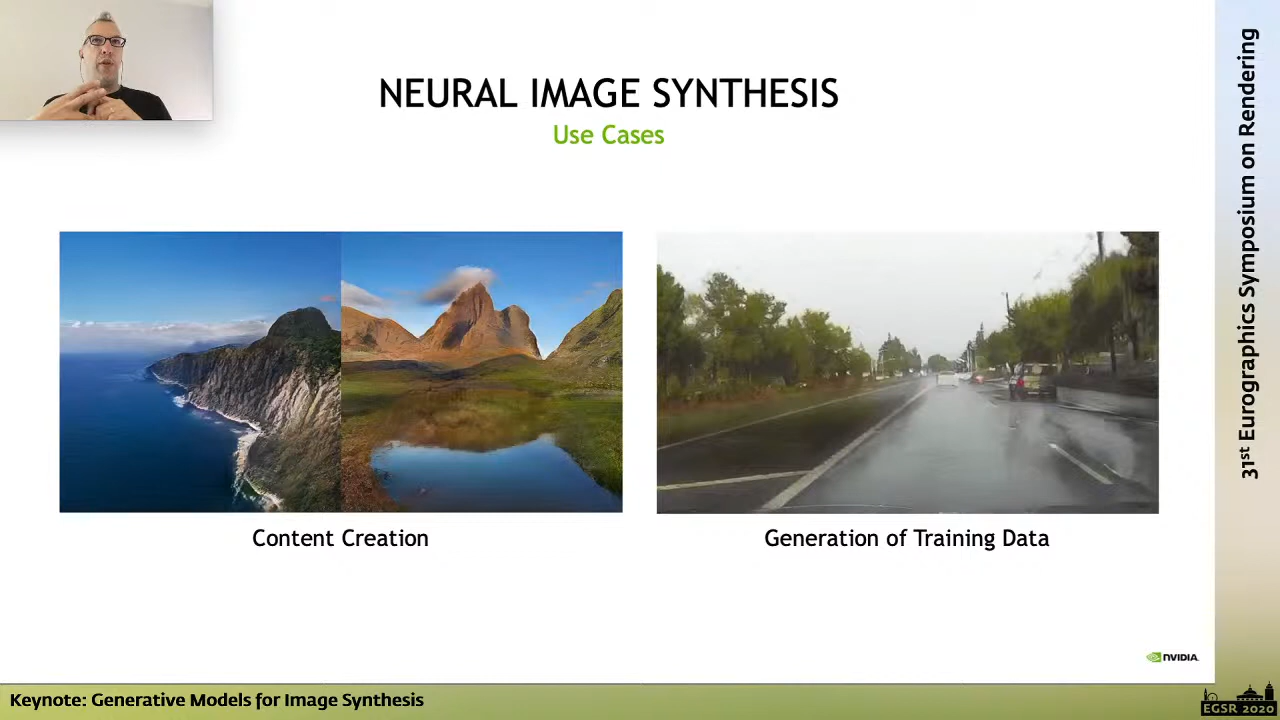 NEURAL IMAGE SYNTHESIS
Use Cases
Content Creation
Generation of Training Data
NVIDIA
31st Eurographics Symposium on Rendering
Keynote: Generative Models for Image Synthesis
EGSR 2020